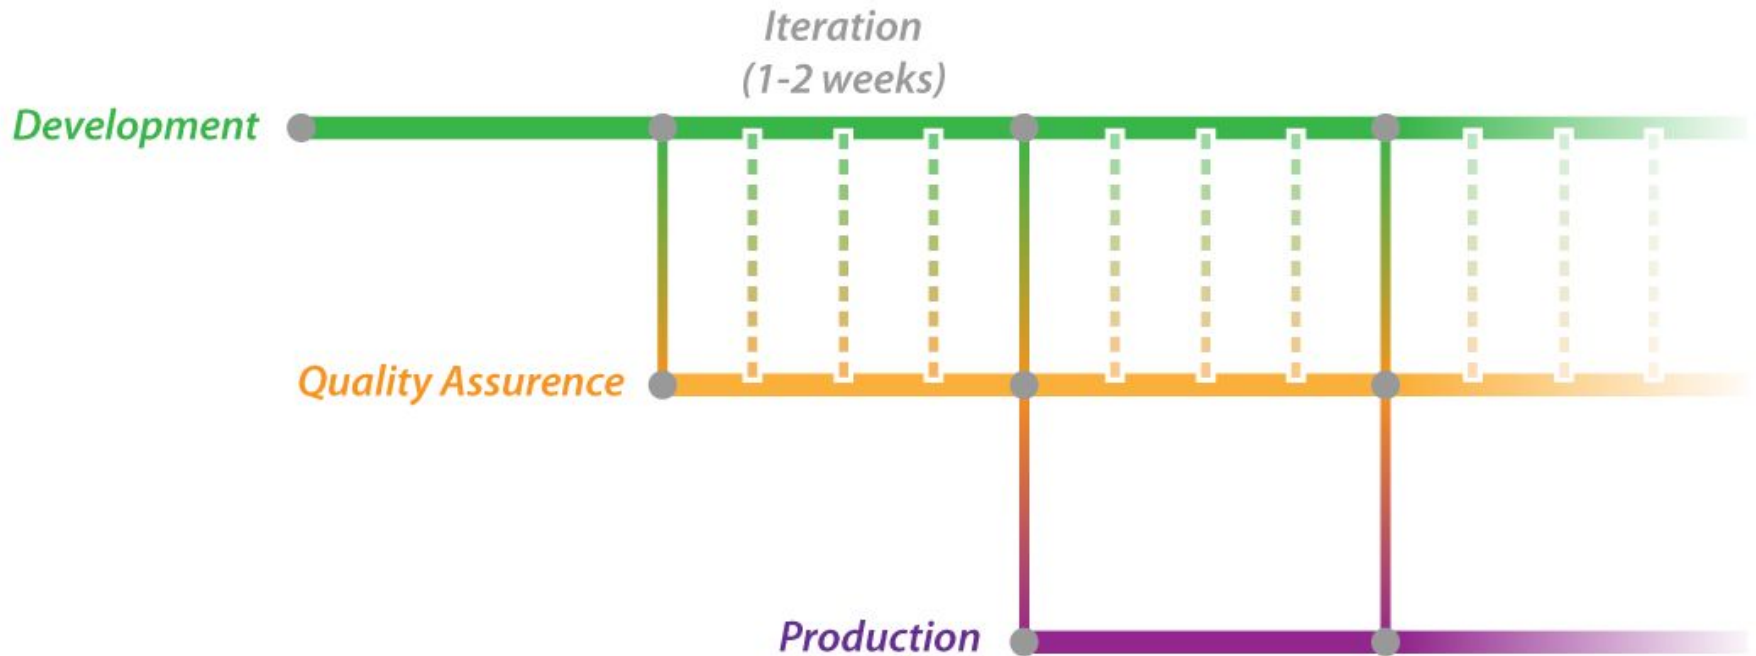 Iteration
(1-2 weeks)
Development
Quality Assurence
Production